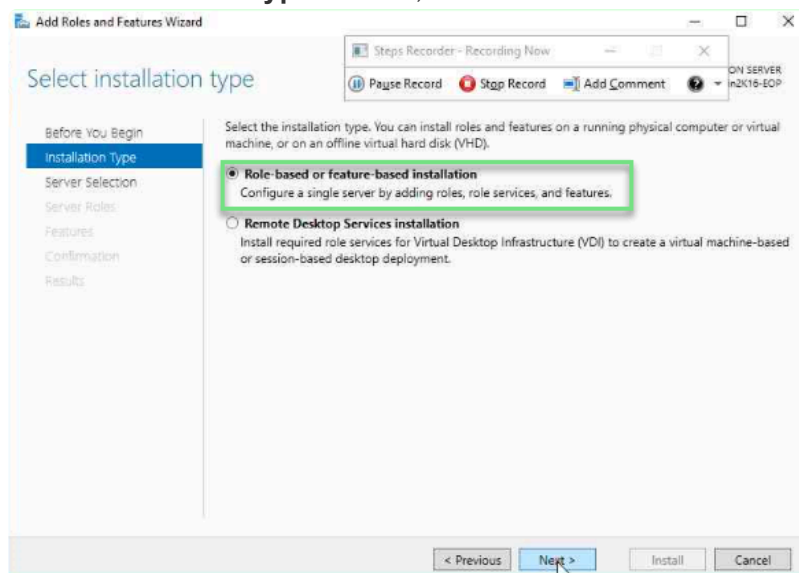 Add Roles and Features Wizard
Steps Recorder - Recording Now
Pause Record Stop Record Add Comment
Select installation type
ON SERVER
Before You Begin
Installation Type
Server Selection
Server Roles
Features
Confirmation
Results
Select the installation type. You can install roles and features on a running physical computer or virtual
machine, or on an offline virtual hard disk (VHD).
Role-based or feature-based installation
Configure a single server by adding roles, role services, and features.
Remote Desktop Services installation
Install required role services for Virtual Desktop Infrastructure (VDI) to create a virtual machine-based
or session-based desktop deployment.
< Previous Next > Install Cancel